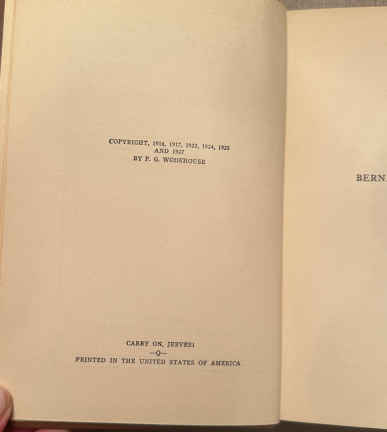 COPYRIGHT, 1916, 1917, 1922, 1924, 1925
AND 1927
BY P. G. WODEHOUSE
CARRY ON, JEEVES!
—Q—
PRINTED IN THE UNITED STATES OF AMERICA
BERN